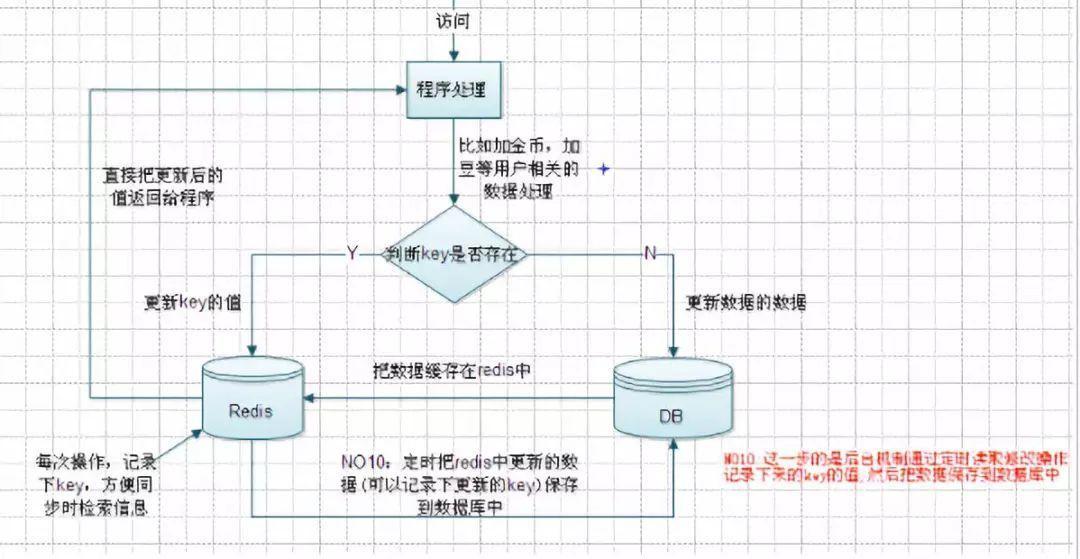 访问
程序处理
比如加金币，加
豆等用户相关的
数据处理
直接把更新后的
值返回给程序
Y
判断key是否存在
N
更新key的值
更新数据的数据
把数据缓存在redis中
Redis
DB
每次操作，记录
下key，方便同
步时检索信息
NO10：定时把redis中更新的数
据(可以记录下更新的key)保存
到数据库中
NO10 这一步的是后台机制通过定时读取修改操作
记录下来的key的值,然后把数据保存到数据库中